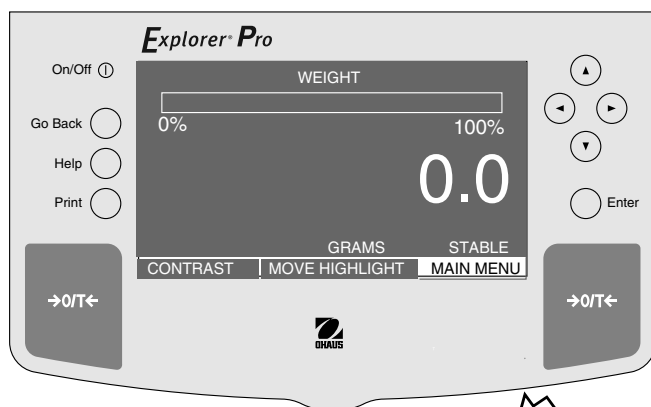 Explorer® Pro
On/Off
WEIGHT
0% 100%
Go Back
Help
Print
0.0
Enter
GRAMS STABLE
CONTRAST MOVE HIGHLIGHT MAIN MENU
→0/T← →0/T←
OHAUS